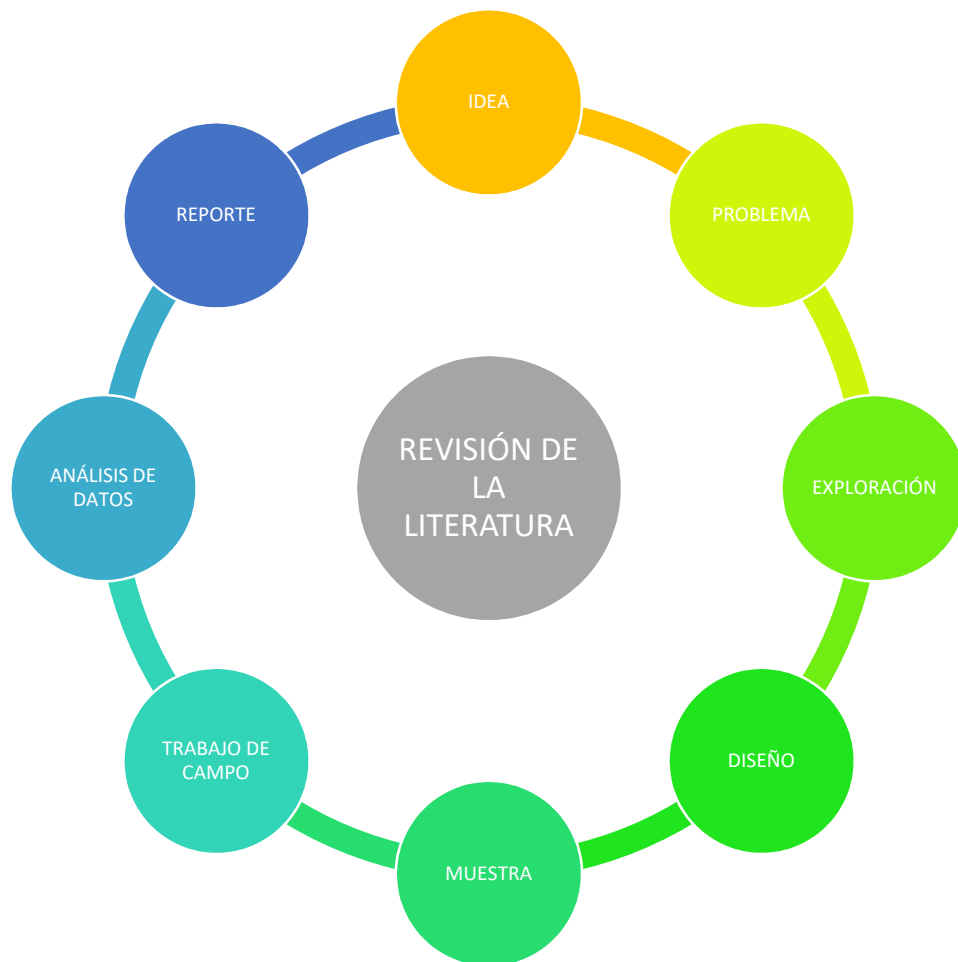 IDEA
PROBLEMA
EXPLORACIÓN
DISEÑO
MUESTRA
TRABAJO DE
CAMPO
ANÁLISIS DE
DATOS
REPORTE
REVISIÓN DE
LA
LITERATURA